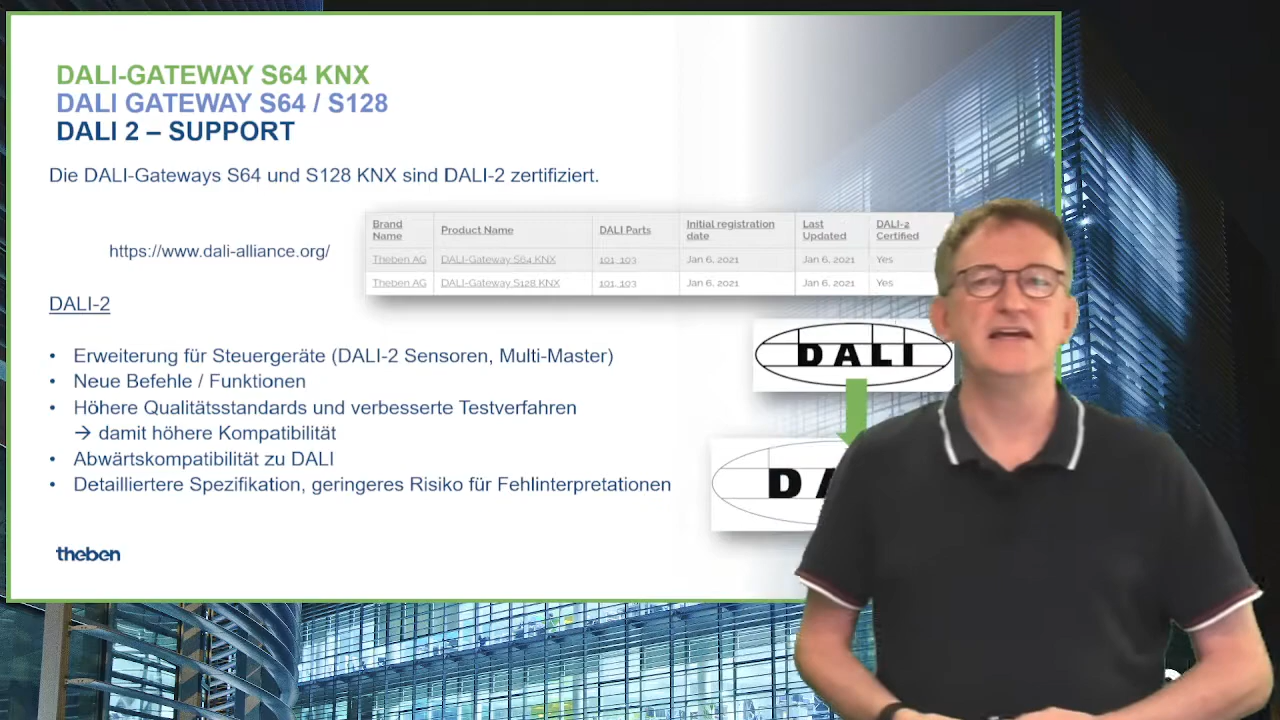 DALI-GATEWAY S64 KNX
DALI GATEWAY S64 / S128
DALI 2 – SUPPORT
Die DALI-Gateways S64 und S128 KNX sind DALI-2 zertifiziert.
https://www.dali-alliance.org/
Brand Name Product Name DALI Parts Initial registration date Last Updated DALI-2 Certified
Theben AG DALI-Gateway S64 KNX 101, 103 Jan 6, 2021 Jan 6, 2021 Yes
Theben AG DALI-Gateway S128 KNX 101, 103 Jan 6, 2021 Jan 6, 2021 Yes
DALI-2
• Erweiterung für Steuergeräte (DALI-2 Sensoren, Multi-Master)
• Neue Befehle / Funktionen
• Höhere Qualitätsstandards und verbesserte Testverfahren
→ damit höhere Kompatibilität
• Abwärtskompatibilität zu DALI
• Detailliertere Spezifikation, geringeres Risiko für Fehlinterpretationen
DALI
theben